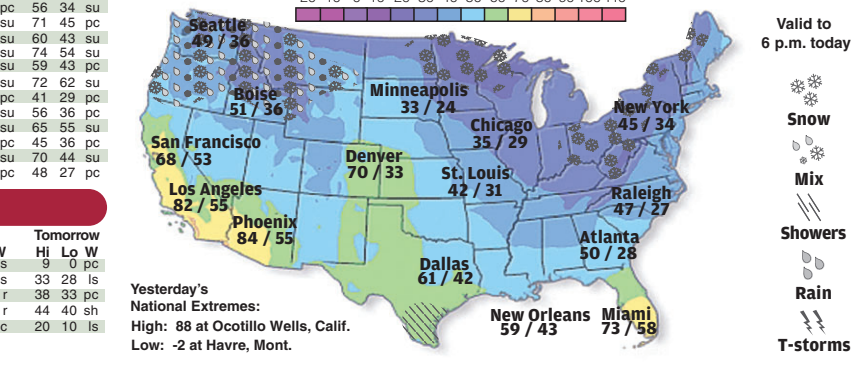 pc 56 34 su
su 71 45 pc
su 60 43 su
su 74 54 su
su 59 43 pc
su 72 62 su
pc 41 29 pc
su 56 36 pc
su 65 55 su
pc 45 36 pc
su 70 44 su
pc 48 27 pc
Tomorrow
Hi Lo W
s 9 0 pc
s 33 28 ls
r 38 33 pc
r 44 40 sh
c 20 10 ls
Seattle
49 / 36
Boise
51 / 36
Minneapolis
33 / 24
New York
45 / 34
Chicago
35 / 29
San Francisco
68 / 53
Denver
70 / 33
St. Louis
42 / 31
Los Angeles
82 / 55
Raleigh
47 / 27
Phoenix
84 / 55
Atlanta
50 / 28
Dallas
61 / 42
New Orleans
59 / 43
Miami
73 / 58
Yesterday's
National Extremes:
High: 88 at Ocotillo Wells, Calif.
Low: -2 at Havre, Mont.
Valid to
6 p.m. today
Snow
Mix
Showers
Rain
T-storms